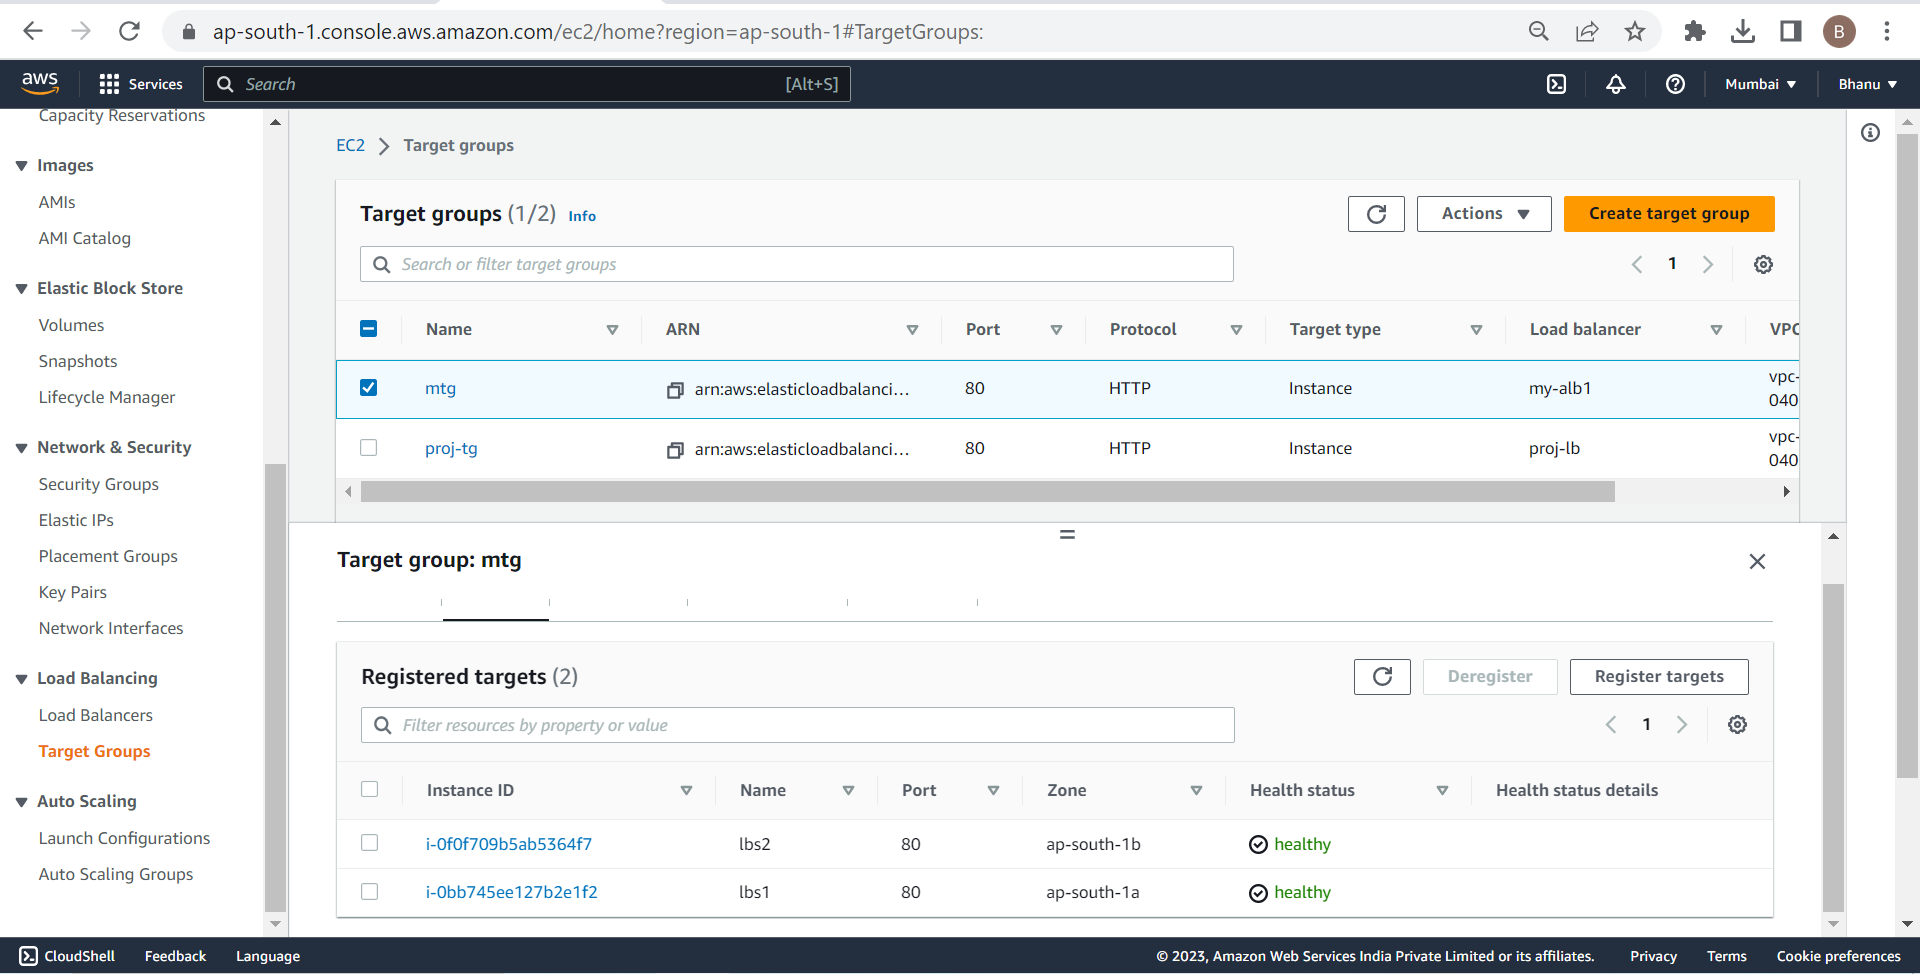 ap-south-1.console.aws.amazon.com/ec2/home?region=ap-south-1#TargetGroups:
B
aws
Services
Search
[Alt+S]
Mumbai
Bhanu
Capacity Reservations
Images
AMIs
AMI Catalog
Elastic Block Store
Volumes
Snapshots
Lifecycle Manager
Network & Security
Security Groups
Elastic IPs
Placement Groups
Key Pairs
Network Interfaces
Load Balancing
Load Balancers
Target Groups
Auto Scaling
Launch Configurations
Auto Scaling Groups
EC2 > Target groups
Target groups (1/2) Info
Actions
Create target group
Search or filter target groups
1
Name ARN Port Protocol Target type Load balancer VPC
mtg arn:aws:elasticloadbalanci... 80 HTTP Instance my-alb1 vpc-
040
proj-tg arn:aws:elasticloadbalanci... 80 HTTP Instance proj-lb vpc-
040
Target group: mtg
Registered targets (2)
Deregister
Register targets
Filter resources by property or value
1
Instance ID Name Port Zone Health status Health status details
i-0f0f709b5ab5364f7 lbs2 80 ap-south-1b healthy
i-0bb745ee127b2e1f2 lbs1 80 ap-south-1a healthy
CloudShell Feedback Language © 2023, Amazon Web Services India Private Limited or its affiliates. Privacy Terms Cookie preferences